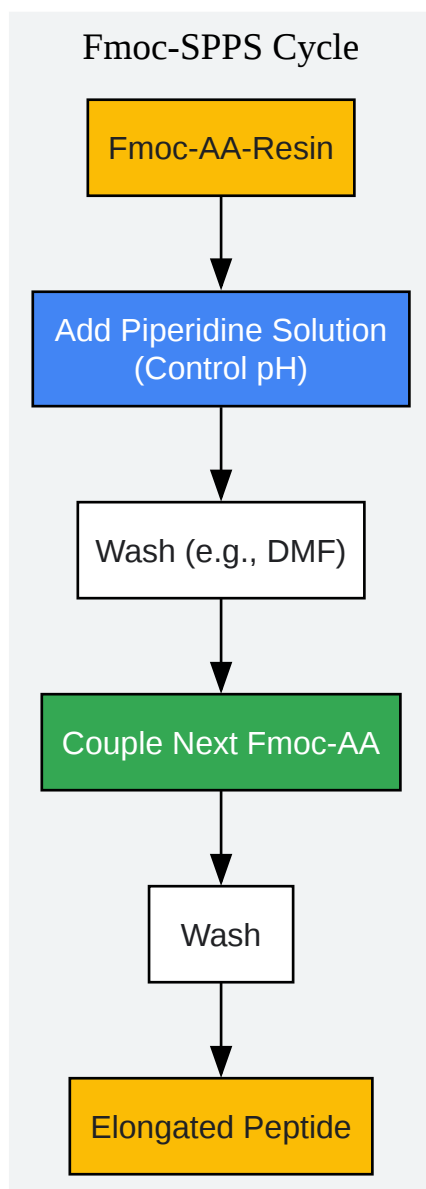 Fmoc-SPPS Cycle
Fmoc-AA-Resin
Add Piperidine Solution
(Control pH)
Wash (e.g., DMF)
Couple Next Fmoc-AA
Wash
Elongated Peptide